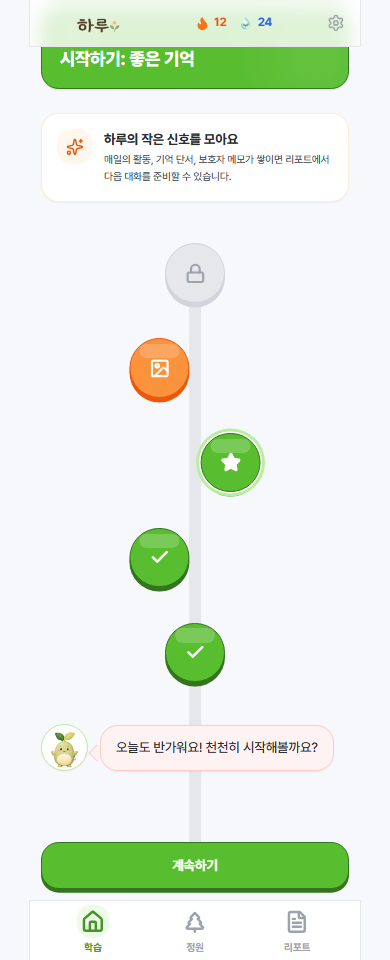 하루
12
24
시작하기: 좋은 기억
하루의 작은 신호를 모아요
매일의 활동, 기억 단서, 보호자 메모가 쌓이면 리포트에서
다음 대화를 준비할 수 있습니다.
오늘도 반가워요! 천천히 시작해볼까요?
계속하기
학습
정원
리포트